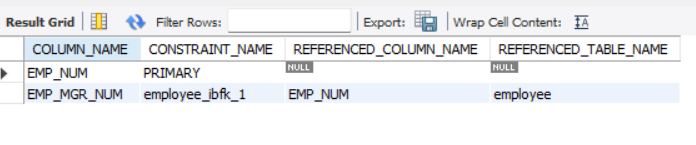 Result Grid Filter Rows: Export: Wrap Cell Content: IA
COLUMN_NAME CONSTRAINT_NAME REFERENCED_COLUMN_NAME REFERENCED_TABLE_NAME
EMP_NUM PRIMARY NULL NULL
EMP_MGR_NUM employee_ibfk_1 EMP_NUM employee